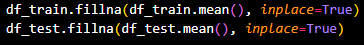 df_train.fillna(df_train.mean(), inplace=True)
df_test.fillna(df_test.mean(), inplace=True)